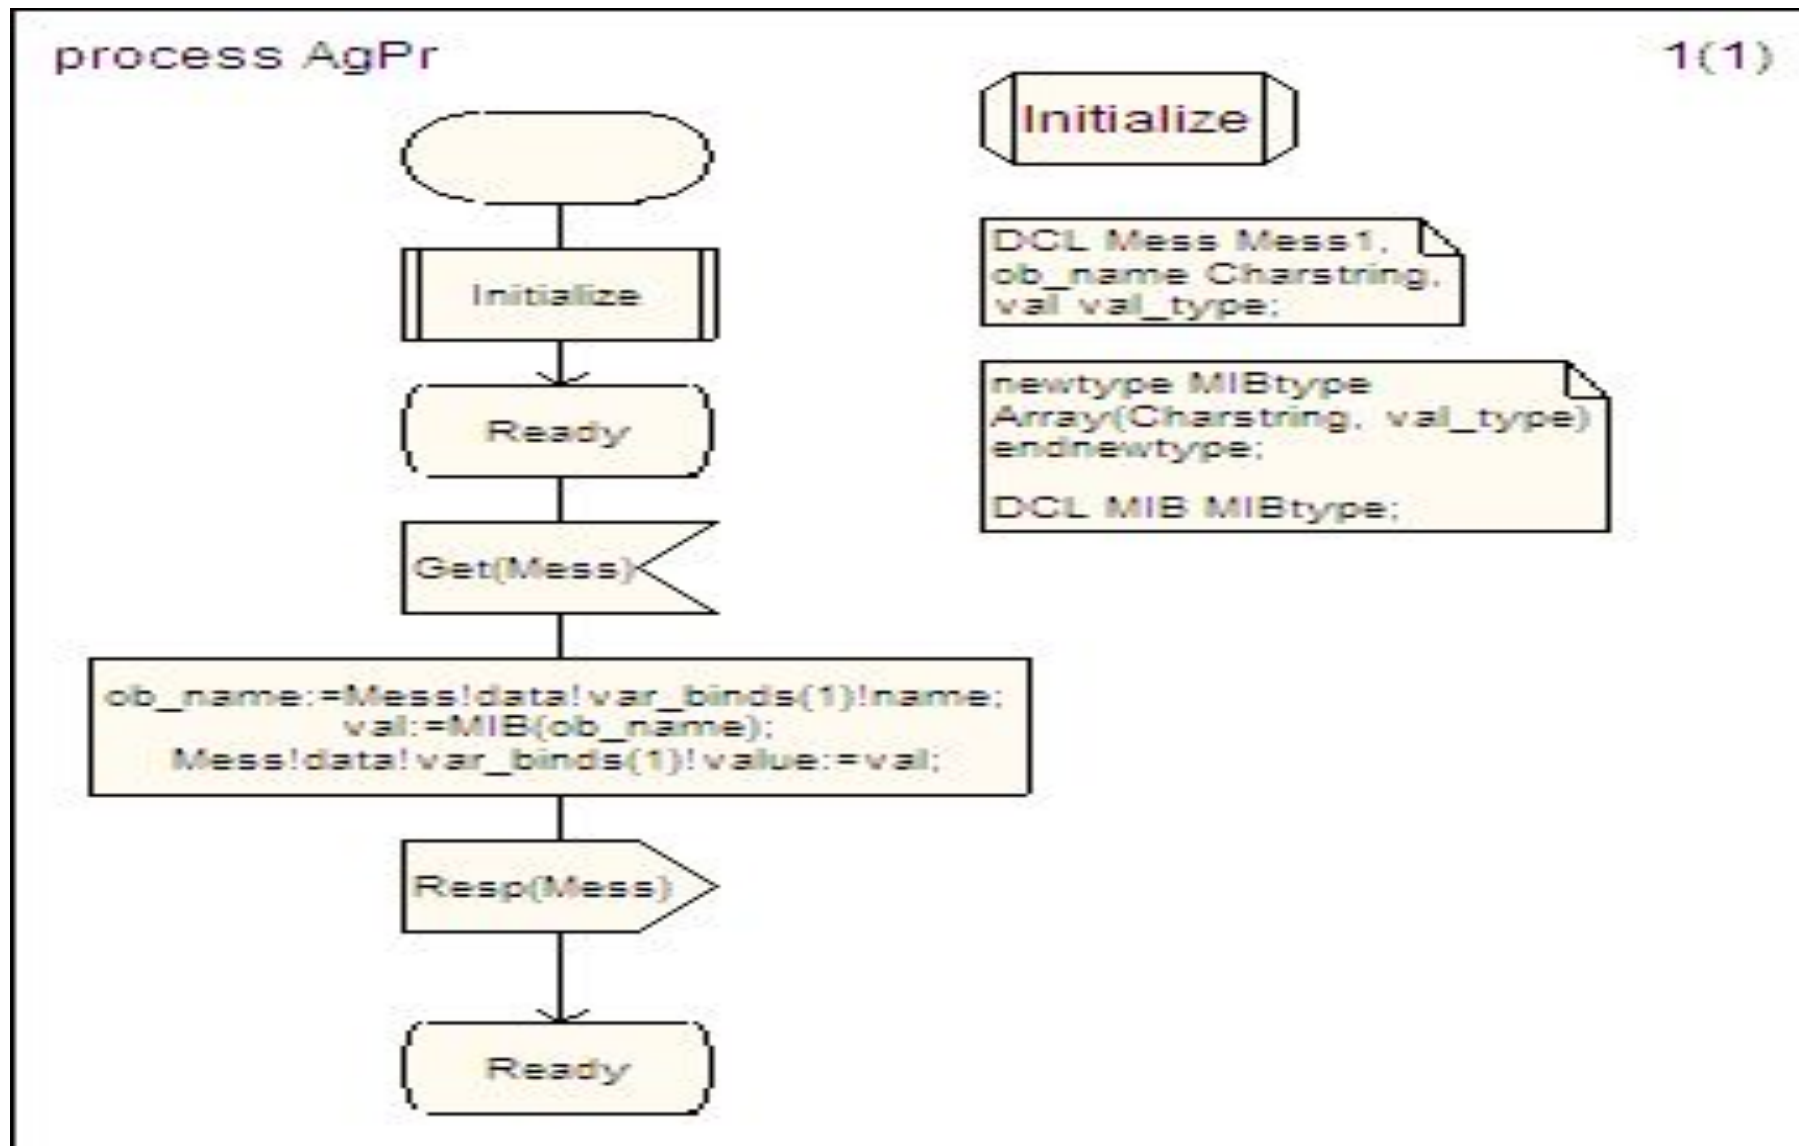 process AgPr
1(1)
Initialize
Initialize
DCL Mess Mess1,
ob_name Charstring,
val val_type;
Ready
newtype MIBtype
Array(Charstring, val_type)
endnewtype;
DCL MIB MIBtype;
Get(Mess)
ob_name:=Mess!data!var_binds(1)!name;
val:=MIB(ob_name);
Mess!data!var_binds(1)!value:=val;
Resp(Mess)
Ready